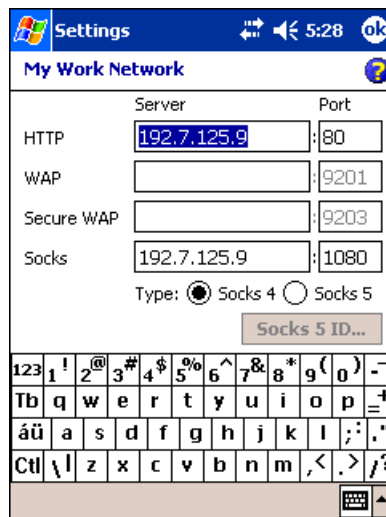 Settings 5:28 ok
My Work Network ?
Server Port
HTTP 192.7.125.9 : 80
WAP : 9201
Secure WAP : 9203
Socks 192.7.125.9 : 1080
Type: Socks 4 Socks 5
Socks 5 ID...
123 1 ! 2 @ 3 # 4 $ 5 % 6 ^ 7 & 8 * 9 ( 0 ) - _
Tb q w e r t y u i o p = +
áü a s d f g h j k l ; : '
Ctl \ | z x c v b n m , < . > / ?